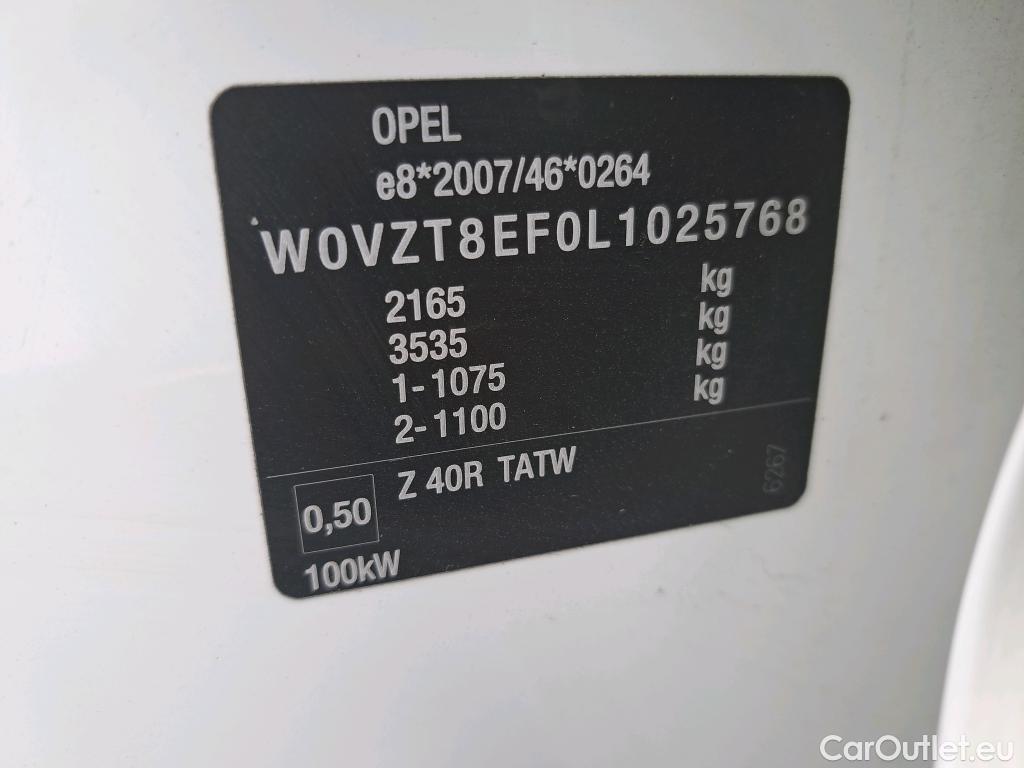 OPEL
e8*2007/46*0264
W0VZT8EF0L1025768
2165 kg
3535 kg
1-1075 kg
2-1100 kg
Z 40R TATW
0,50
100kW
6267
CarOutlet.eu